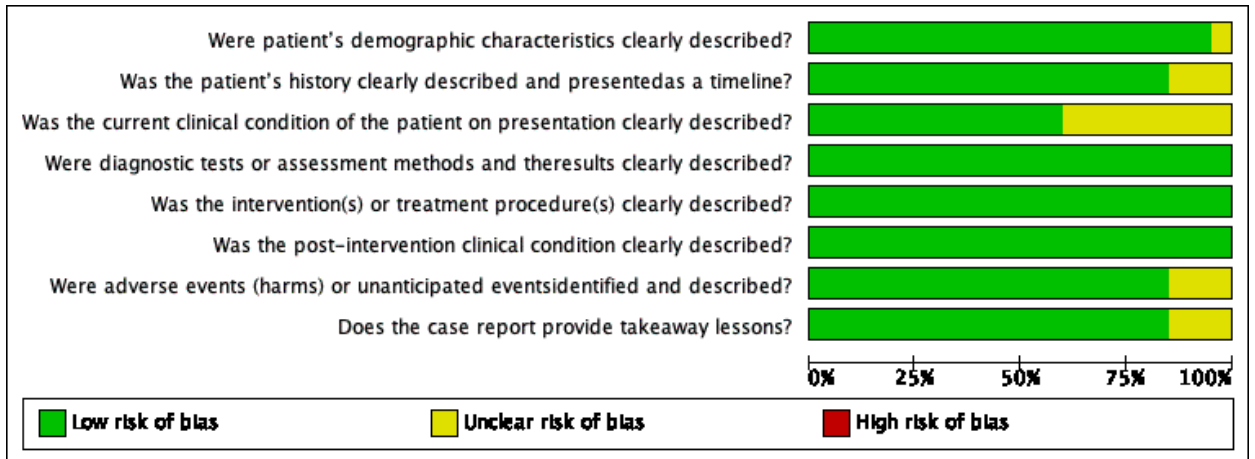 Were patient’s demographic characteristics clearly described?
Was the patient’s history clearly described and presentedas a timeline?
Was the current clinical condition of the patient on presentation clearly described?
Were diagnostic tests or assessment methods and theresults clearly described?
Was the intervention(s) or treatment procedure(s) clearly described?
Was the post-intervention clinical condition clearly described?
Were adverse events (harms) or unanticipated eventsidentified and described?
Does the case report provide takeaway lessons?
0% 25% 50% 75% 100%
Low risk of bias Unclear risk of bias High risk of bias